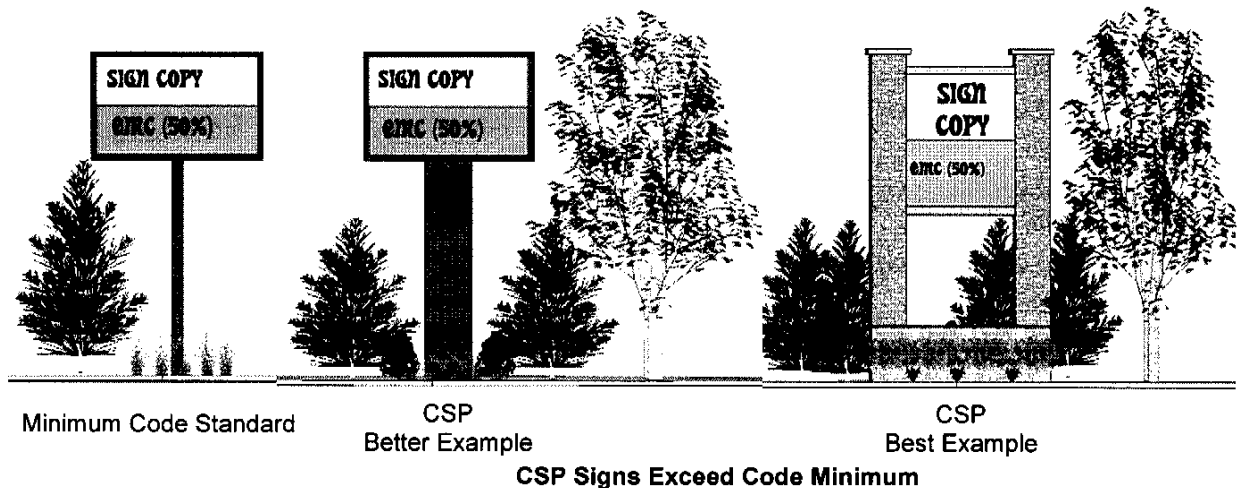 SIGN COPY
EMC (50%)
SIGN COPY
EMC (50%)
SIGN
COPY
EMC (50%)
Minimum Code Standard
CSP
Better Example
CSP
Best Example
CSP Signs Exceed Code Minimum